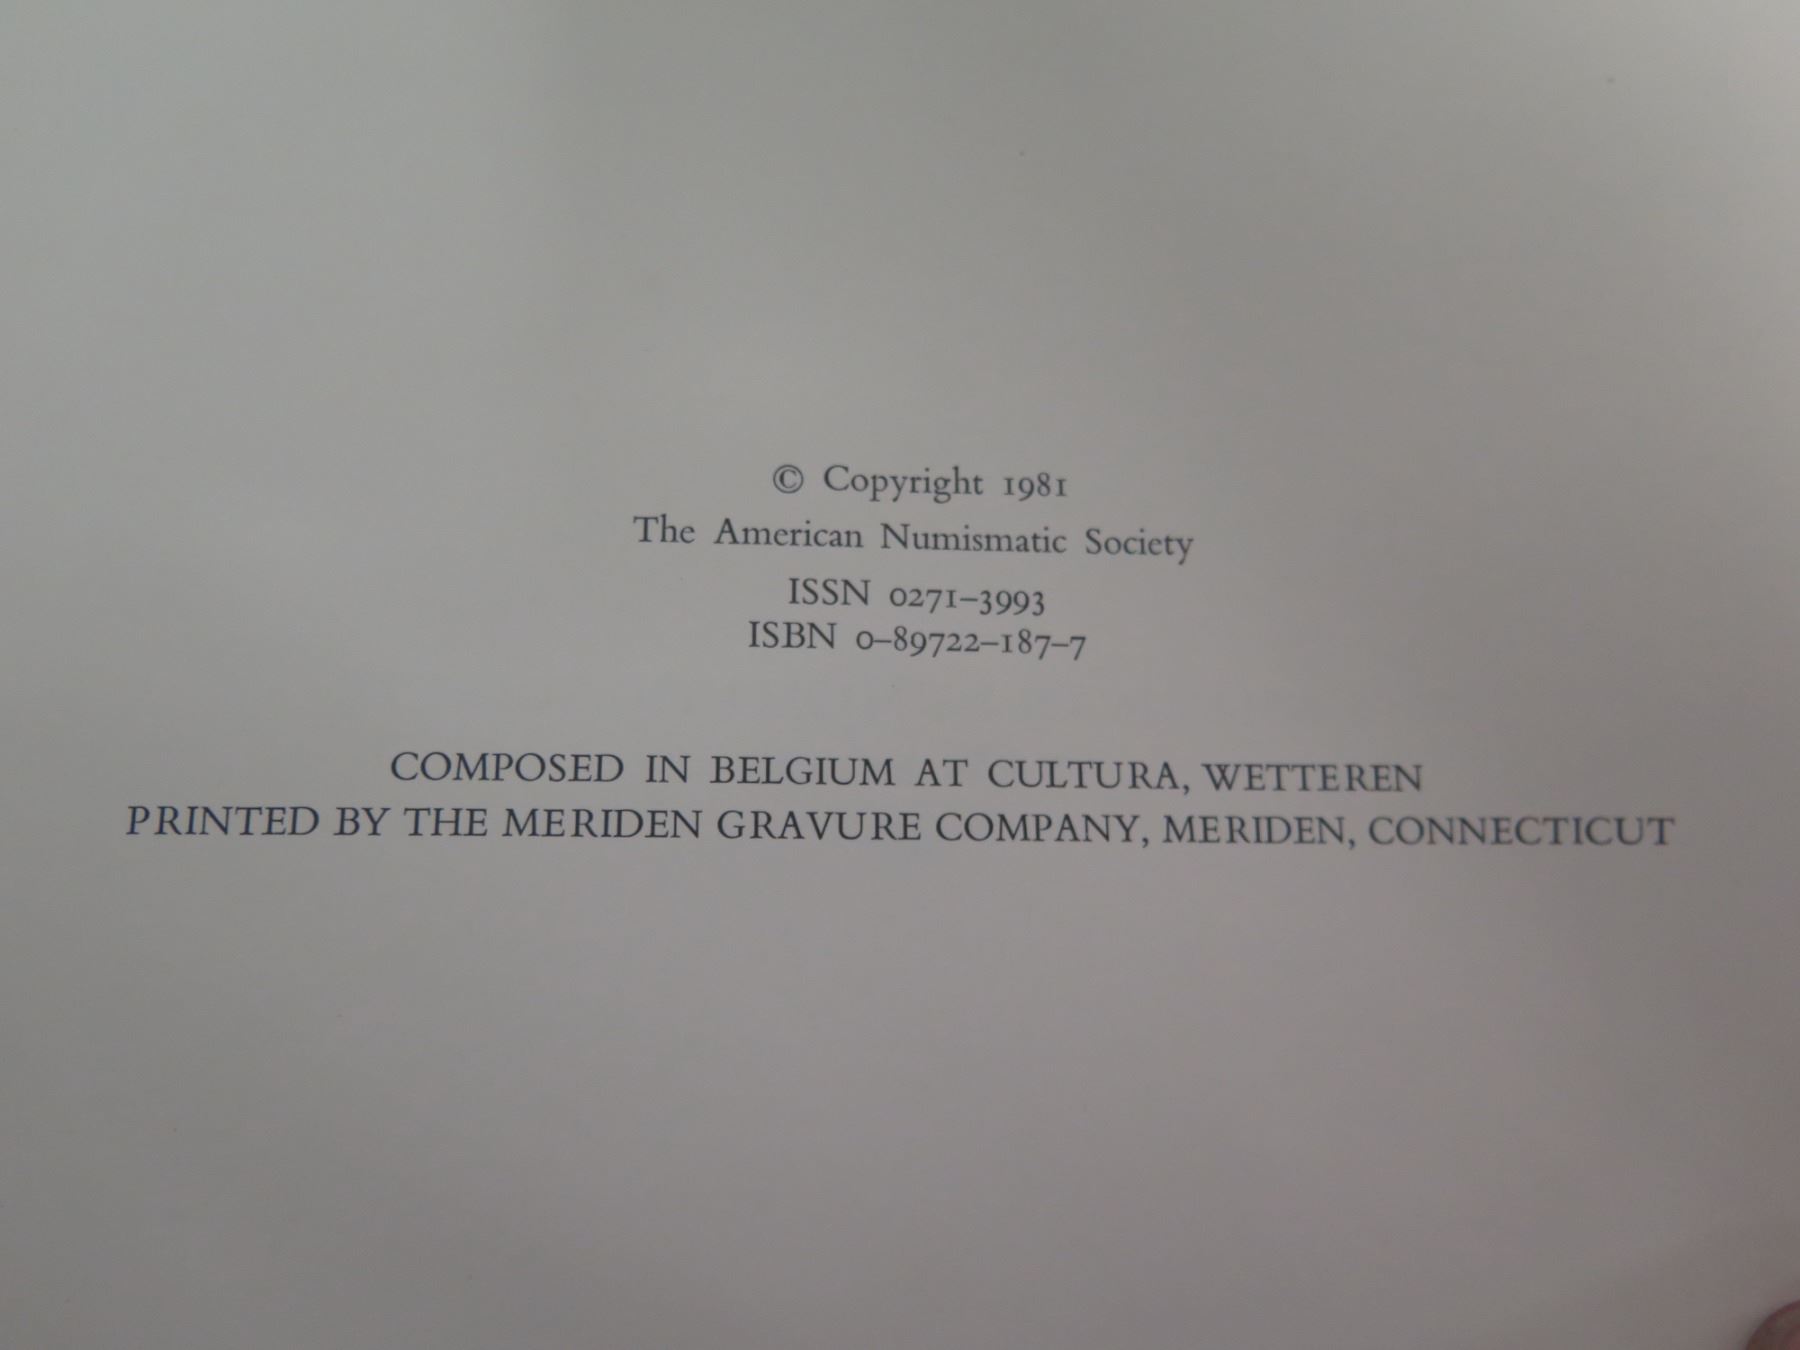 © Copyright 1981
The American Numismatic Society
ISSN 0271–3993
ISBN 0–89722–187–7
COMPOSED IN BELGIUM AT CULTURA, WETTEREN
PRINTED BY THE MERIDEN GRAVURE COMPANY, MERIDEN, CONNECTICUT